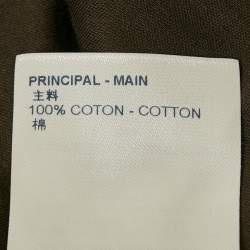 PRINCIPAL - MAIN
主料
100% COTON - COTTON
棉